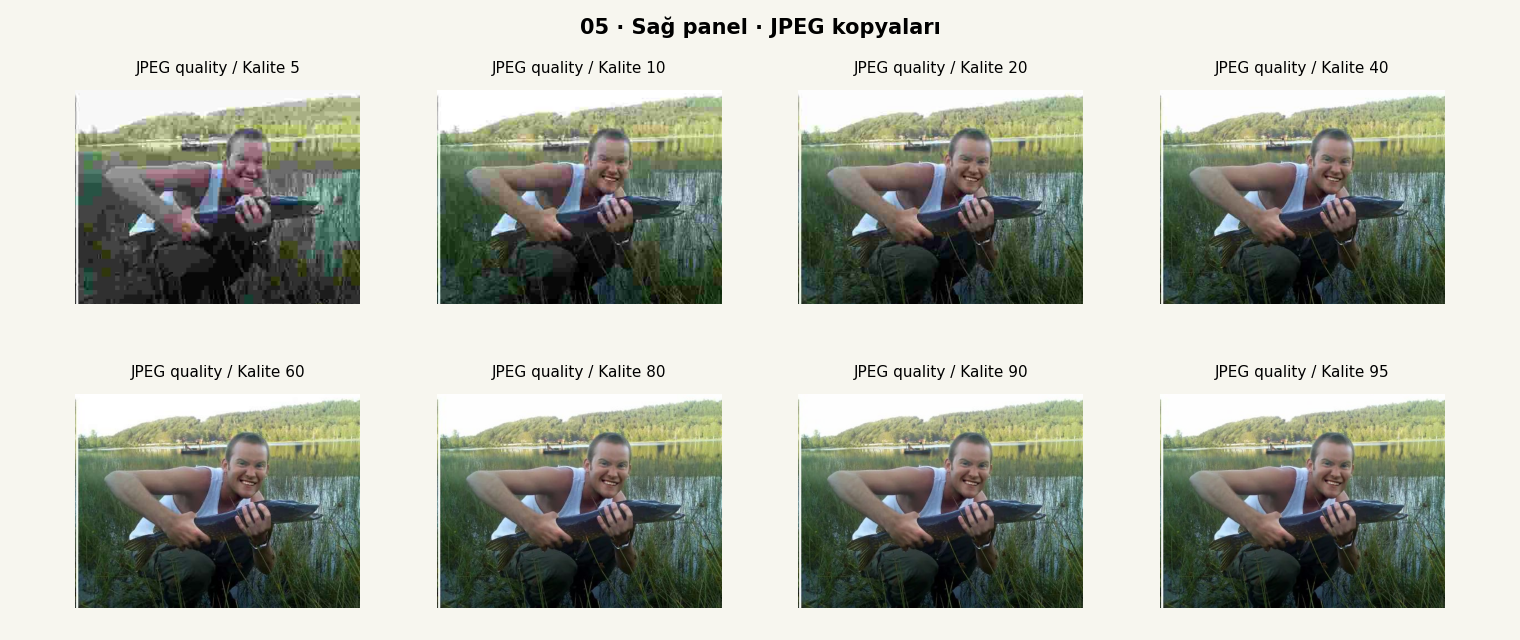 05 · Sağ panel · JPEG kopyaları
JPEG quality / Kalite 5
JPEG quality / Kalite 10
JPEG quality / Kalite 20
JPEG quality / Kalite 40
JPEG quality / Kalite 60
JPEG quality / Kalite 80
JPEG quality / Kalite 90
JPEG quality / Kalite 95